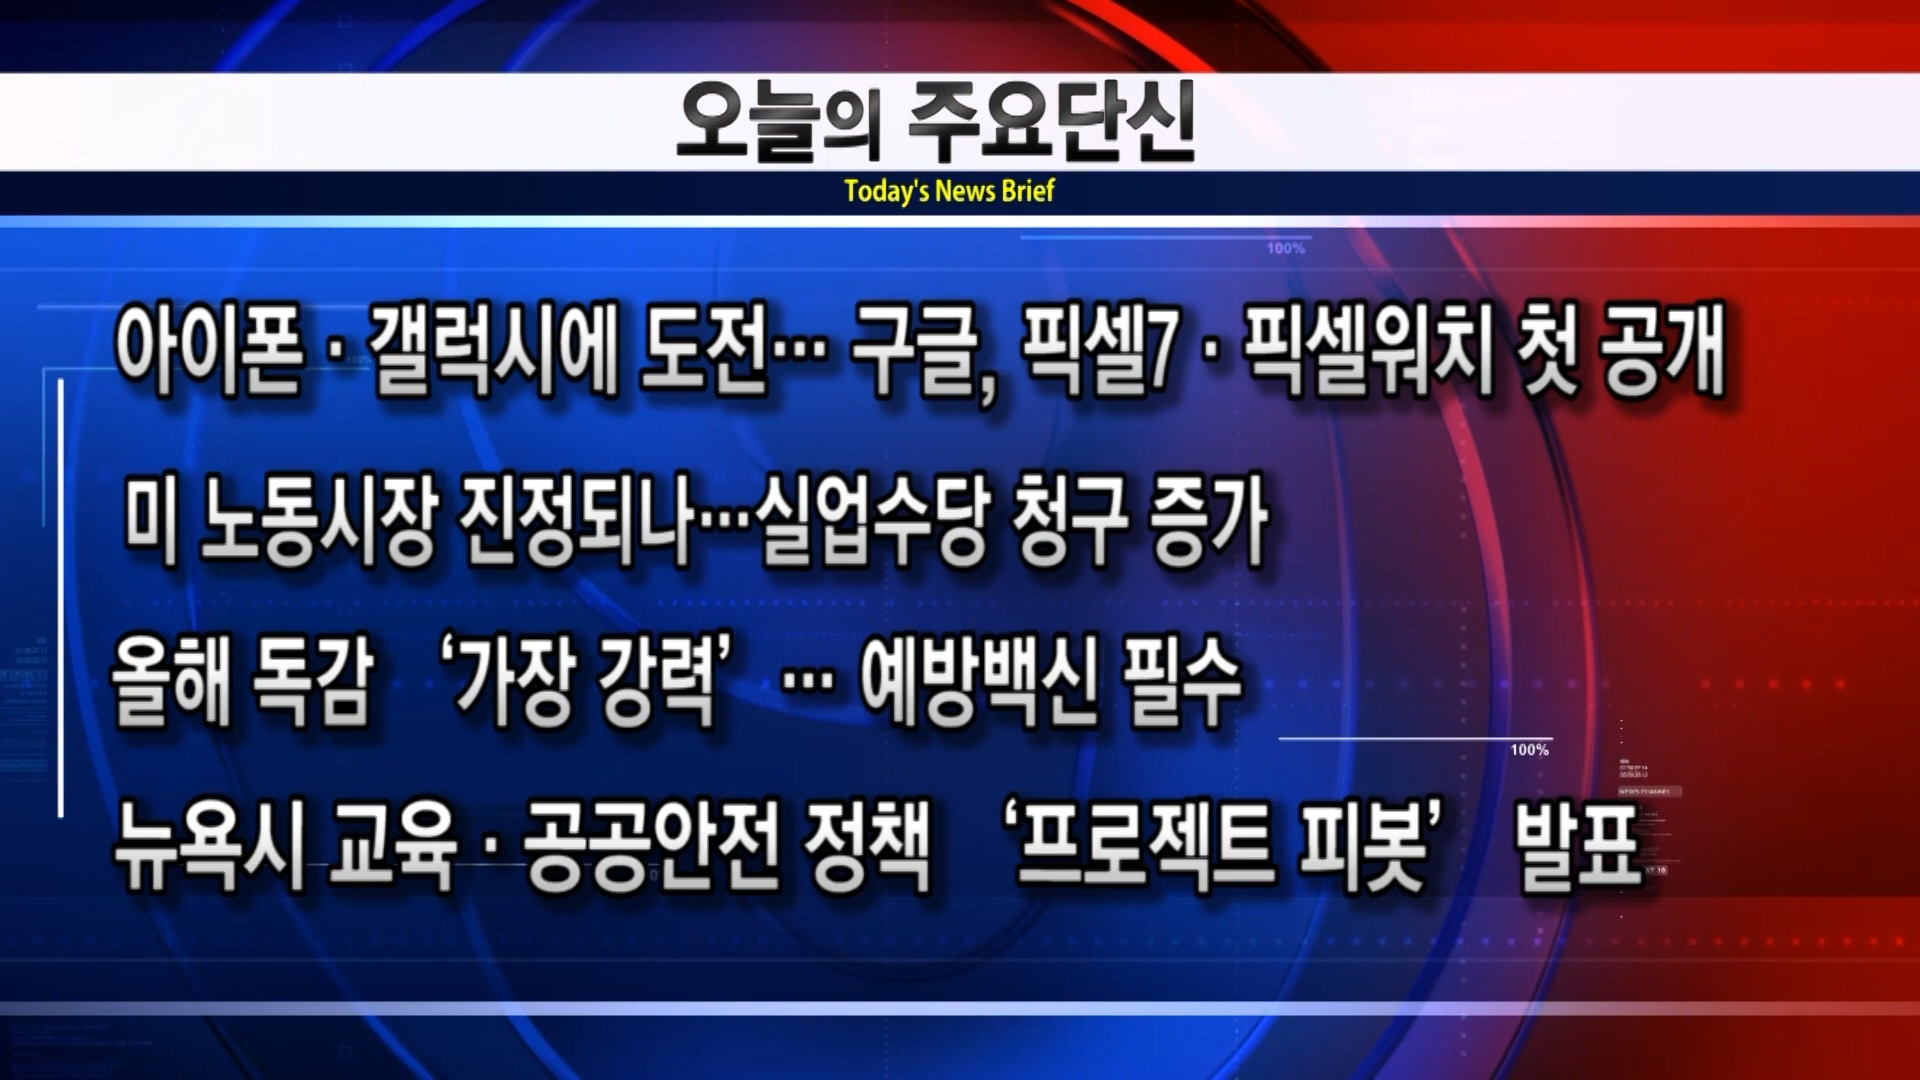 오늘의 주요단신
Today's News Brief
100%
아이폰·갤럭시에 도전… 구글, 픽셀7·픽셀워치 첫 공개
100%
미 노동시장 진정되나…실업수당 청구 증가
올해 독감 ‘가장 강력’ … 예방백신 필수
100%
뉴욕시 교육·공공안전 정책 ‘프로젝트 피봇’ 발표